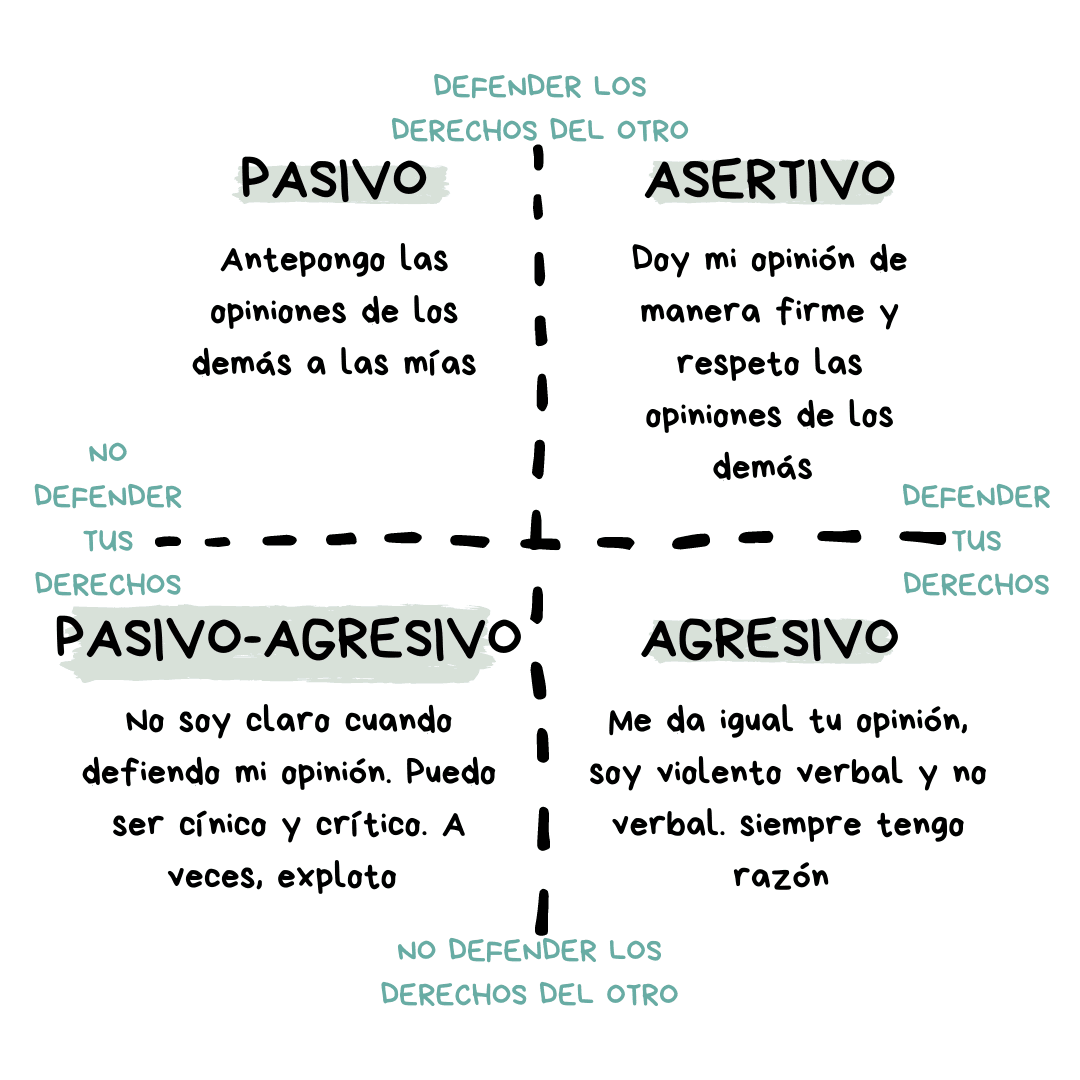 DEFENDER LOS
DERECHOS DEL OTRO
PASIVO
Antepongo las
opiniones de los
demás a las mías
ASERTIVO
Doy mi opinión de
manera firme y
respeto las
opiniones de los
demás
NO
DEFENDER
TUS
DERECHOS
DEFENDER
TUS
DERECHOS
PASIVO-AGRESIVO
No soy claro cuando
defiendo mi opinión. Puedo
ser cínico y crítico. A
veces, exploto
AGRESIVO
Me da igual tu opinión,
soy violento verbal y no
verbal. siempre tengo
razón
NO DEFENDER LOS
DERECHOS DEL OTRO